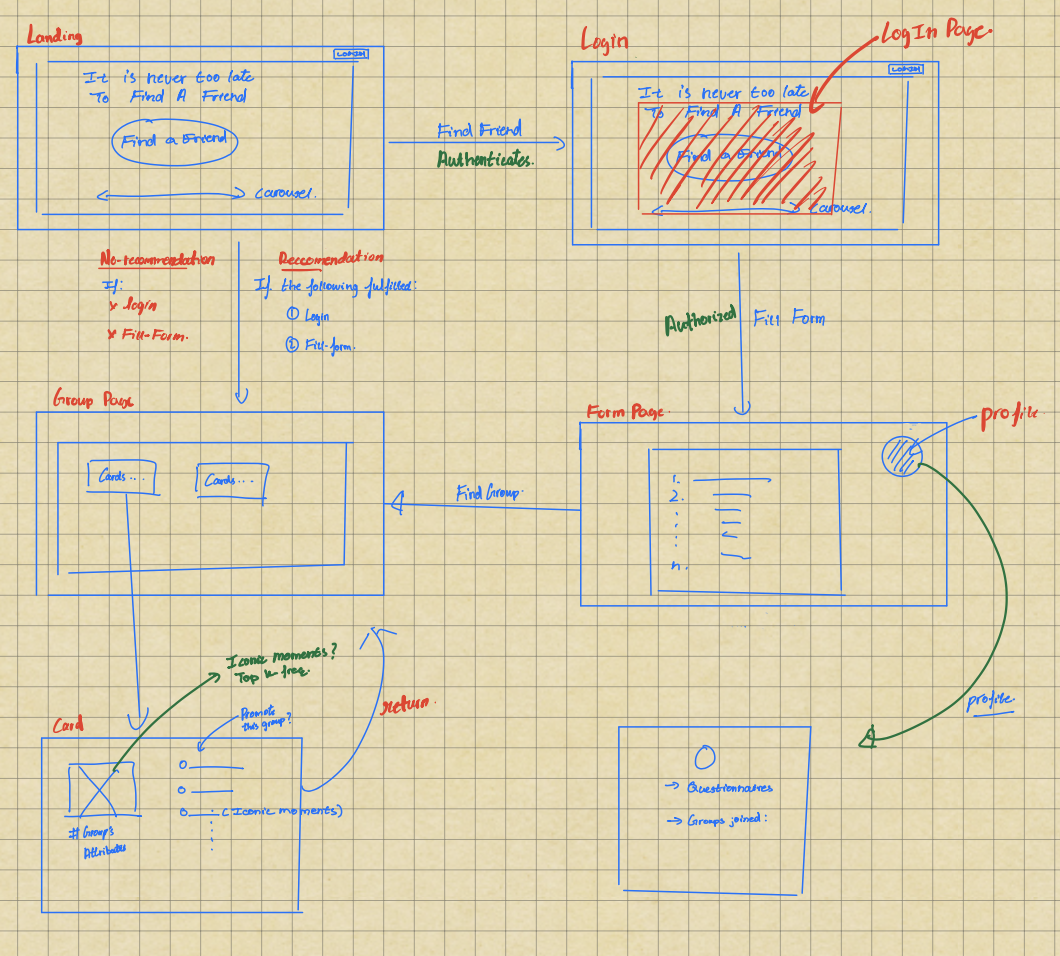 Landing
LOGIN
It is never too late
To Find A Friend
Find a Friend
Carousel.
Find Friend
Authenticates.
Login
LogIn Page.
LOGIN
It is never too late
To Find A Friend
Find a Friend
Carousel.
No-recommendation
If:
x login
x Fill-Form.
Reccomendation
If the following fulfilled:
① Login
② Fill-form.
Authorized
Fill Form
Group Page
Cards...
Cards...
Find Group.
Form Page.
profile
1.
2.
n.
Iconic moments?
Top k freq.
return.
profile.
Card
Promote
this group?
(Iconic moments)
# Group's
Attributes
→ Questionnaires
→ Groups joined: